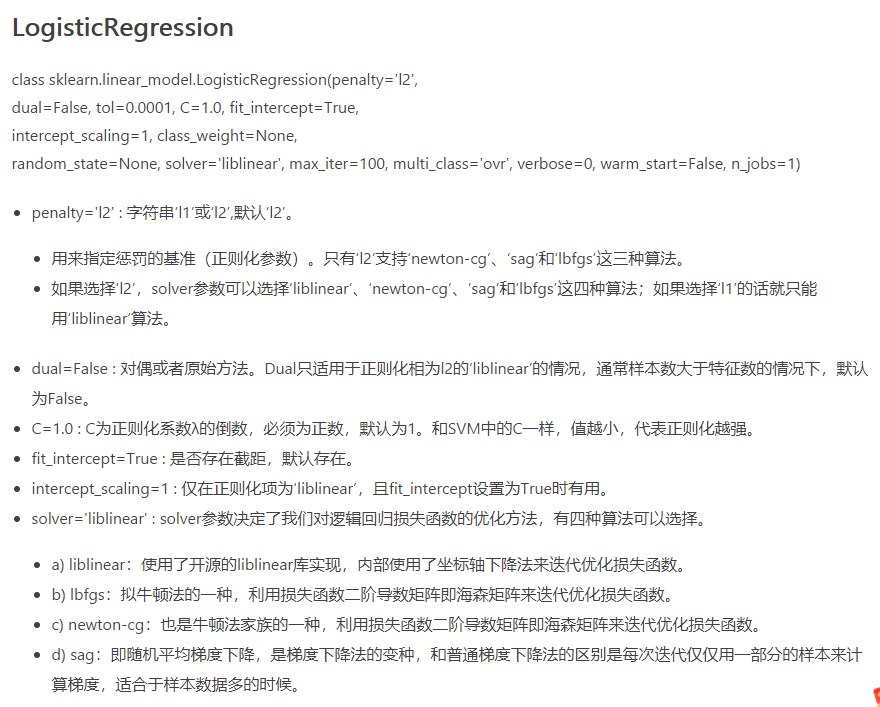 LogisticRegression
class sklearn.linear_model.LogisticRegression(penalty='l2',
dual=False, tol=0.0001, C=1.0, fit_intercept=True,
intercept_scaling=1, class_weight=None,
random_state=None, solver='liblinear', max_iter=100, multi_class='ovr', verbose=0, warm_start=False, n_jobs=1)
• penalty='l2' : 字符串‘l1’或‘l2’,默认‘l2’。
• 用来指定惩罚的基准（正则化参数）。只有‘l2’支持‘newton-cg’、‘sag’和‘lbfgs’这三种算法。
• 如果选择‘l2’，solver参数可以选择‘liblinear’、‘newton-cg’、‘sag’和‘lbfgs’这四种算法；如果选择‘l1’的话就只能
用‘liblinear’算法。
• dual=False : 对偶或者原始方法。Dual只适用于正则化相为l2的‘liblinear’的情况，通常样本数大于特征数的情况下，默认
为False。
• C=1.0 : C为正则化系数λ的倒数，必须为正数，默认为1。和SVM中的C一样，值越小，代表正则化越强。
• fit_intercept=True : 是否存在截距，默认存在。
• intercept_scaling=1 : 仅在正则化项为‘liblinear’，且fit_intercept设置为True时有用。
• solver='liblinear' : solver参数决定了我们对逻辑回归损失函数的优化方法，有四种算法可以选择。
• a) liblinear：使用了开源的liblinear库实现，内部使用了坐标轴下降法来迭代优化损失函数。
• b) lbfgs：拟牛顿法的一种，利用损失函数二阶导数矩阵即海森矩阵来迭代优化损失函数。
• c) newton-cg：也是牛顿法家族的一种，利用损失函数二阶导数矩阵即海森矩阵来迭代优化损失函数。
• d) sag：即随机平均梯度下降，是梯度下降法的变种，和普通梯度下降法的区别是每次迭代仅仅用一部分的样本来计
算梯度，适合于样本数据多的时候。